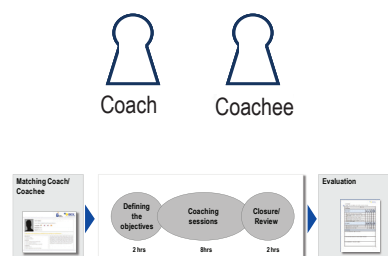 Coach
Coachee
Matching Coach/
Coachee
Defining
the
objectives
Coaching
sessions
Closure/
Review
2 hrs
8hrs
2 hrs
Evaluation